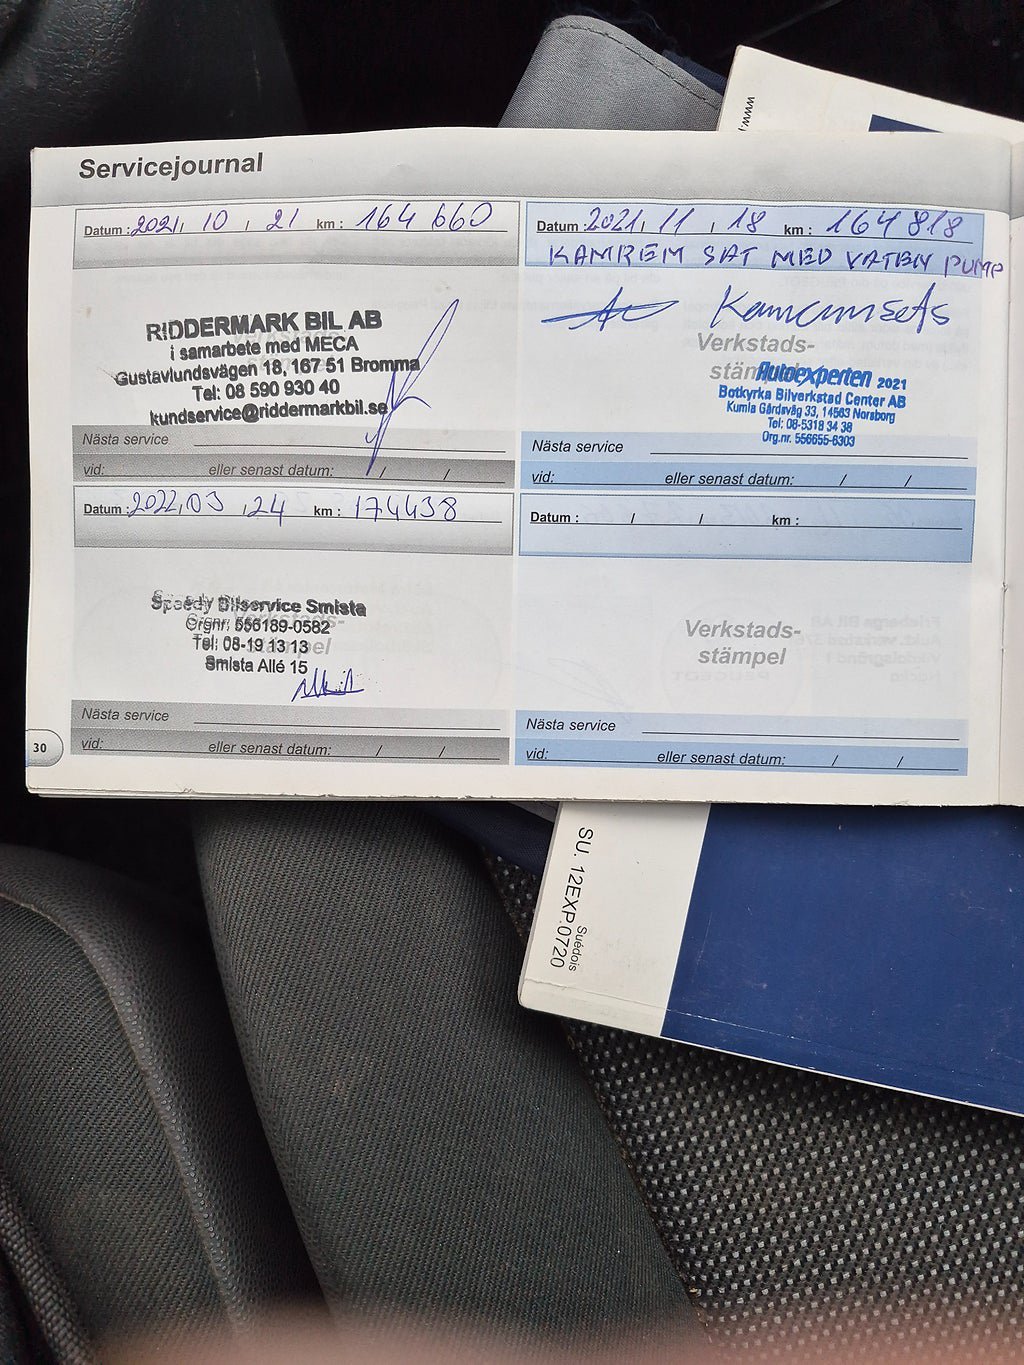 Servicejournal
Datum : 2021, 10 , 21 km : 164 660
RIDDERMARK BIL AB
i samarbete med MECA
Gustavlundsvägen 18, 167 51 Bromma
Tel: 08 590 930 40
kundservice@riddermarkbil.se
Nästa service
vid: eller senast datum: / /
Datum : 2021, 11 , 18 km : 164 818
KAMREM SAT MED VATEN PUMP
Verkstads-
stämpel
Autoexperten 2021
Botkyrka Bilverkstad Center AB
Kumla Gårdsväg 33, 14563 Norsborg
Tel: 08-5318 34 38
Org.nr. 556655-6303
Nästa service
vid: eller senast datum: / /
Datum : 2022,03 ,24 km : 174438
Speedy Bilservice Smista
Orgnr: 556189-0582
Tel: 08-19 13 13
Smista Allé 15
Nästa service
vid: eller senast datum: / /
Datum : / / km :
Verkstads-
stämpel
Nästa service
vid: eller senast datum: / /
30
SU. 12EXP.0720
Suédois